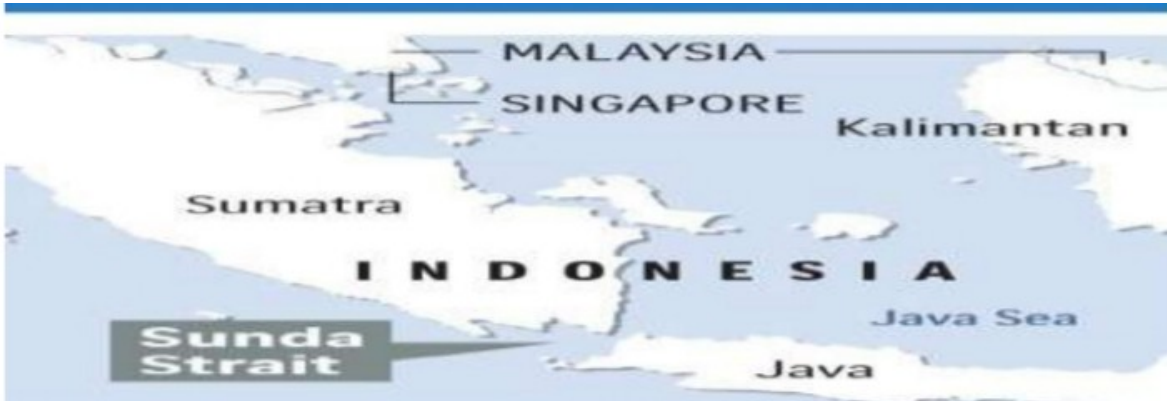 MALAYSIA
SINGAPORE
Kalimantan
Sumatra
INDONESIA
Java Sea
Sunda
Strait
Java